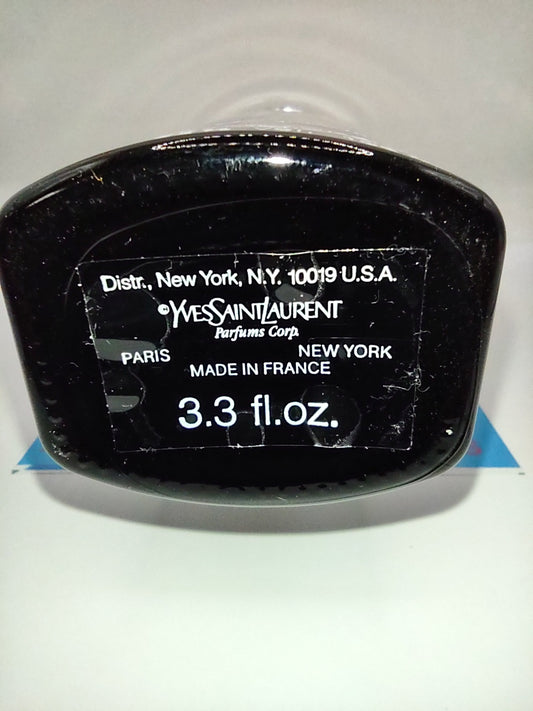 Distr., New York, N.Y. 10019 U.S.A.
©YVESSAINTLAURENT
Parfums Corp.
PARIS NEW YORK
MADE IN FRANCE
3.3 fl.oz.